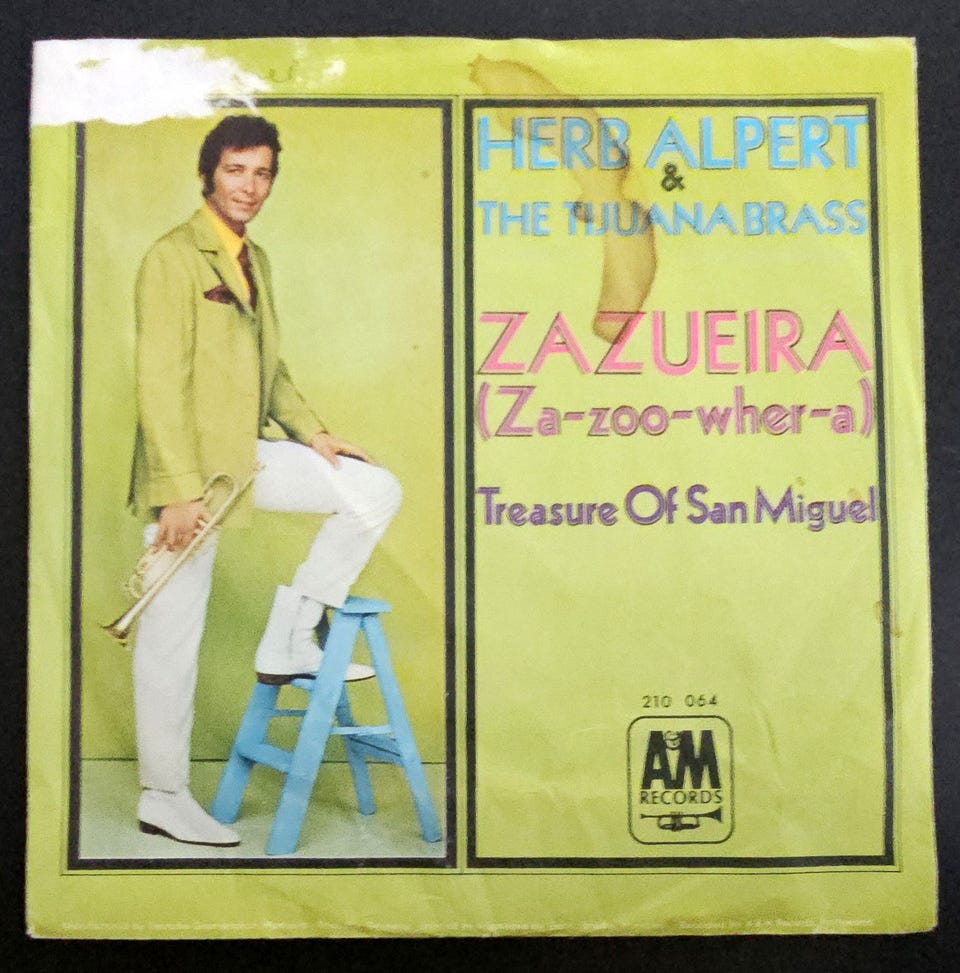 HERB ALPERT
&
THE TIJUANA BRASS
ZAZUEIRA
(Za-zoo-wher-a)
Treasure Of San Miguel
210 064
A&M
RECORDS